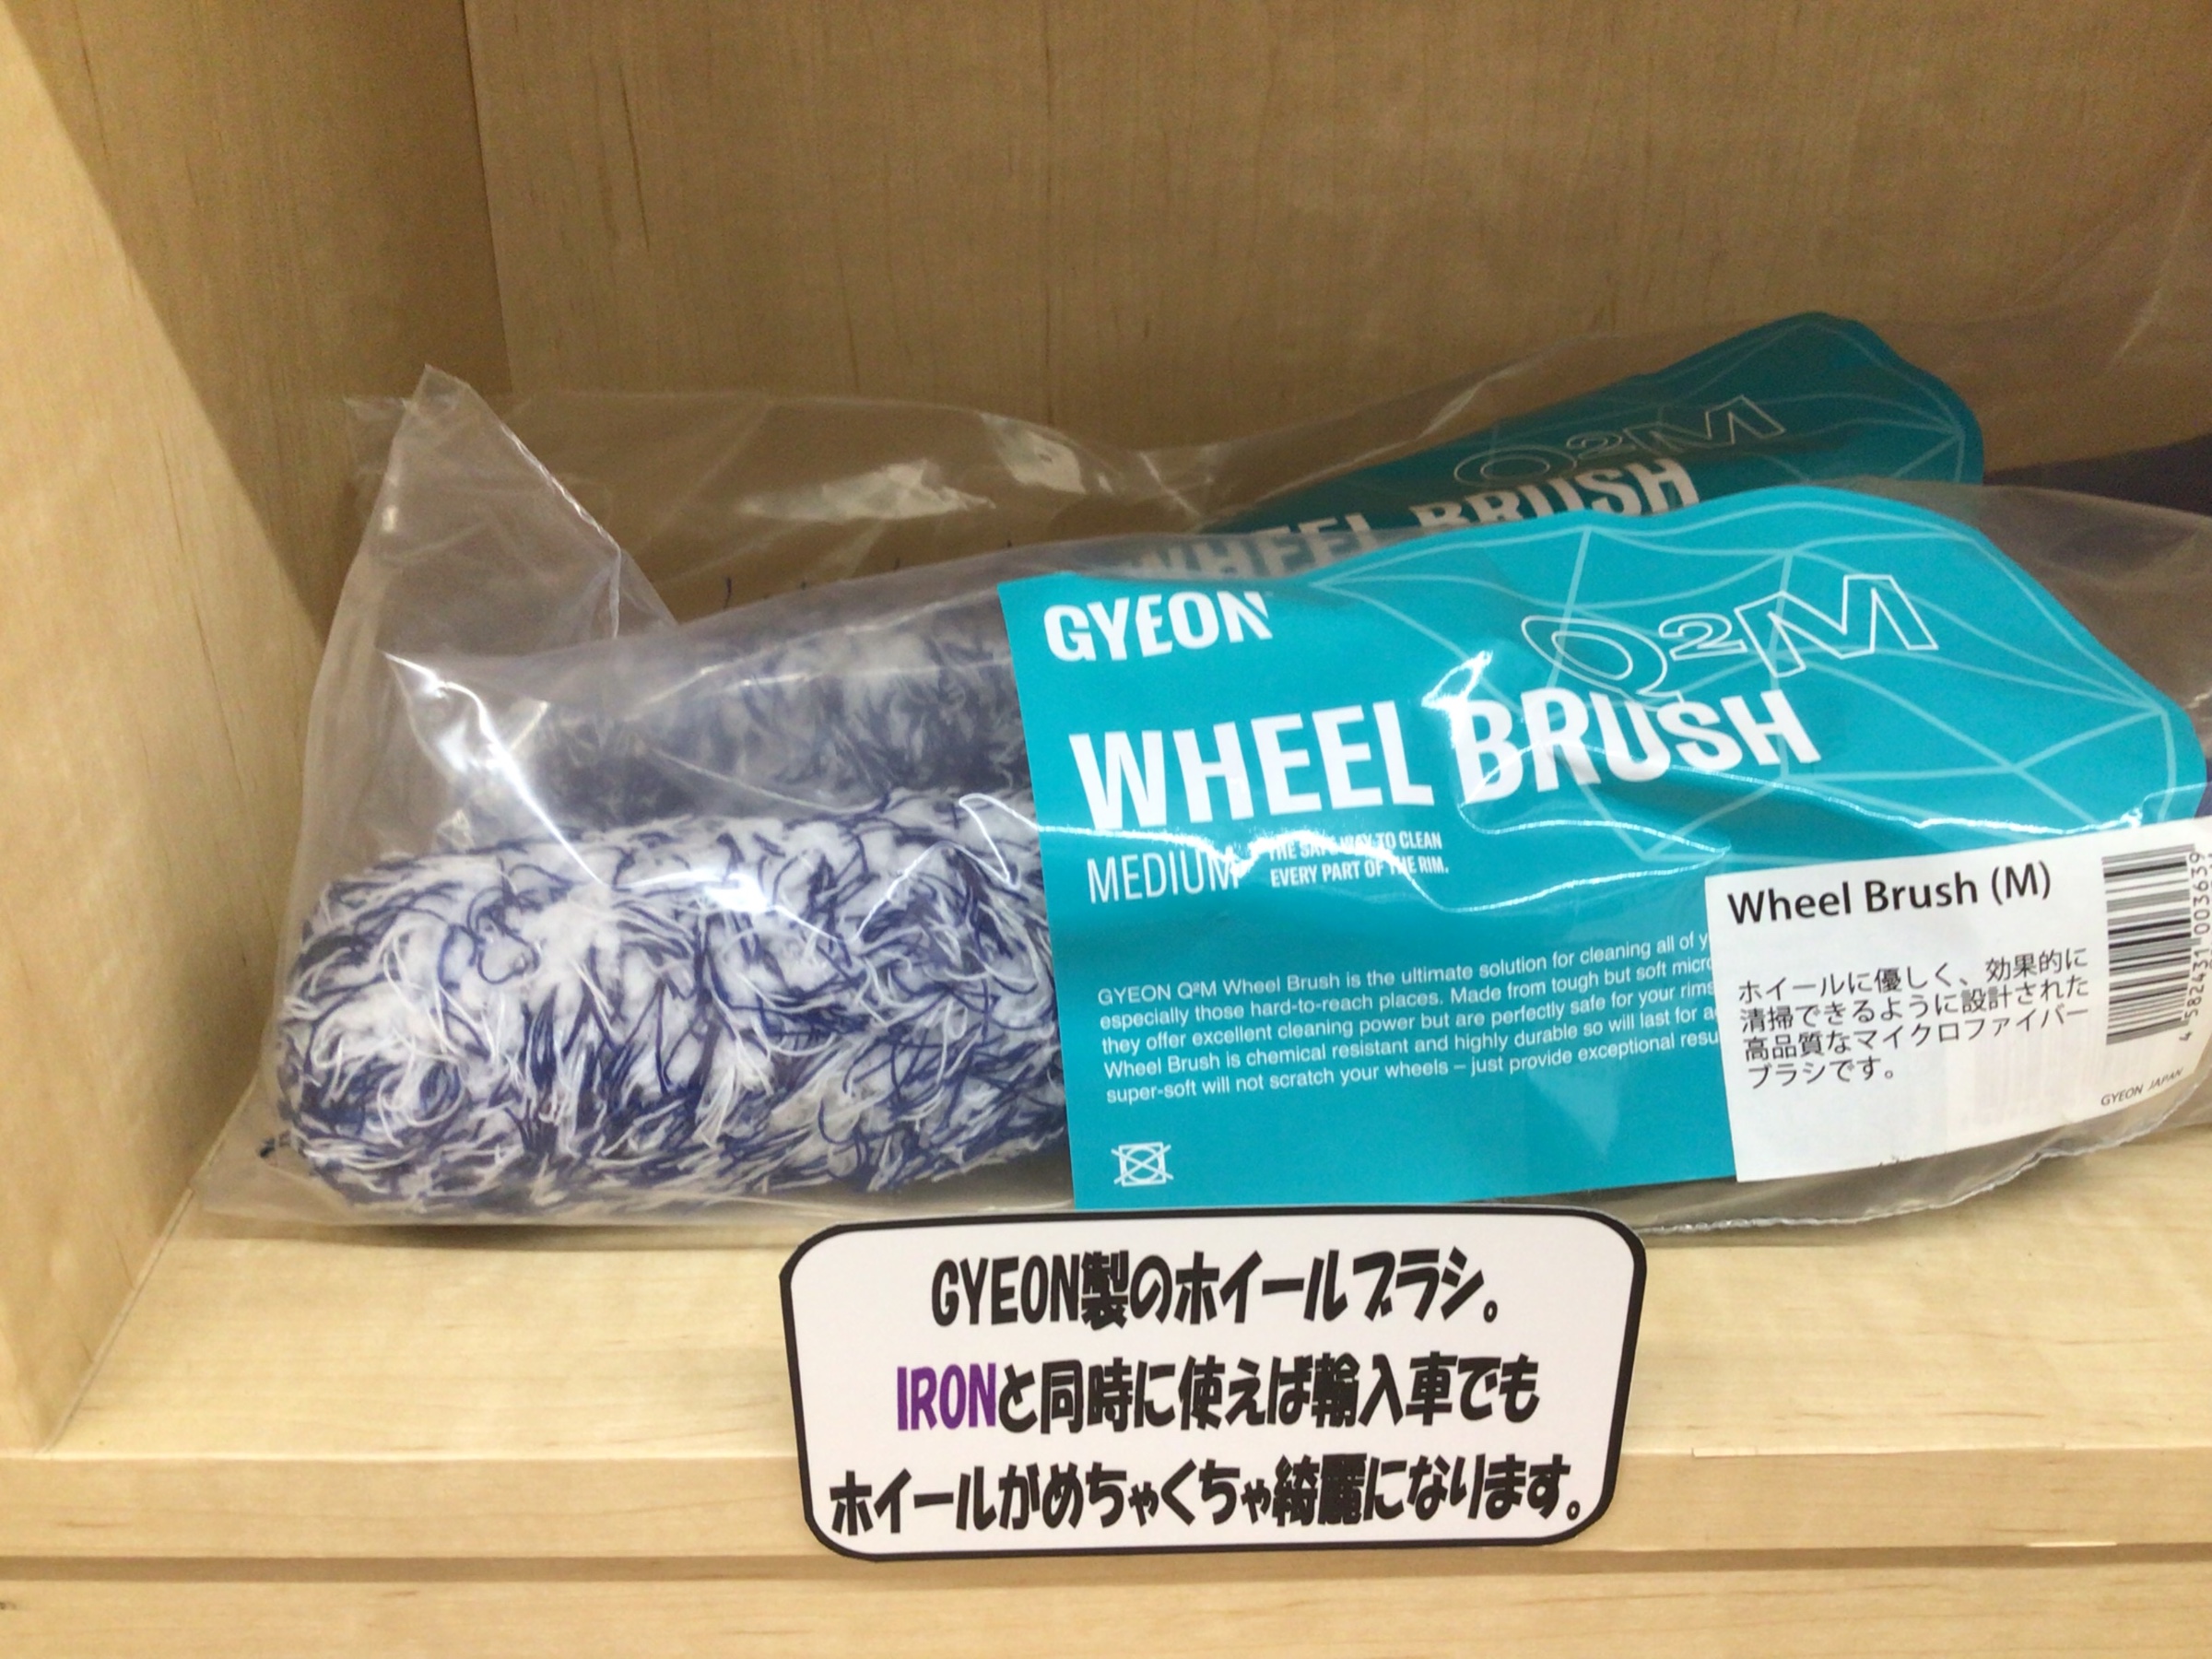 Q²M
WHEEL BRUSH
GYEON
Q²M
WHEEL BRUSH
MEDIUM
THE SAFE WAY TO CLEAN
EVERY PART OF THE RIM.
GYEON Q²M Wheel Brush is the ultimate solution for cleaning all of
especially those hard-to-reach places. Made from tough but soft
they offer excellent cleaning power but are perfectly safe for your rims
Wheel Brush is chemical resistant and highly durable so will last for
super-soft will not scratch your wheels – just provide exceptional
Wheel Brush (M)
ホイールに優しく、効果的に
清掃できるように設計された
高品質なマイクロファイバー
ブラシです。
4 582431 003639
GYEON JAPAN
GYEON製のホイールブラシ。
IRONと同時に使えば輸入車でも
ホイールがめちゃくちゃ綺麗になります。